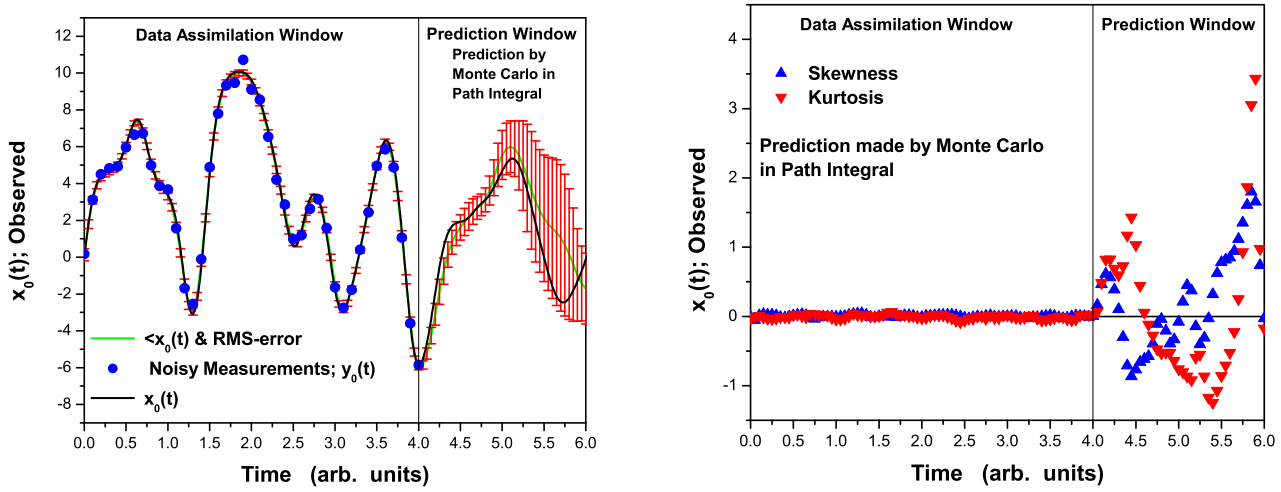 Data Assimilation Window
Prediction Window
Prediction by
Monte Carlo in
Path Integral
12
10
8
6
4
2
0
-2
-4
-6
-8
x0(t); Observed
<x0(t) & RMS-error
Noisy Measurements; y0(t)
x0(t)
0.0 0.5 1.0 1.5 2.0 2.5 3.0 3.5 4.0 4.5 5.0 5.5 6.0
Time (arb. units)
Data Assimilation Window
Prediction Window
Skewness
Kurtosis
Prediction made by Monte Carlo
in Path Integral
4
3
2
1
0
-1
x0(t); Observed
0.0 0.5 1.0 1.5 2.0 2.5 3.0 3.5 4.0 4.5 5.0 5.5 6.0
Time (arb. units)